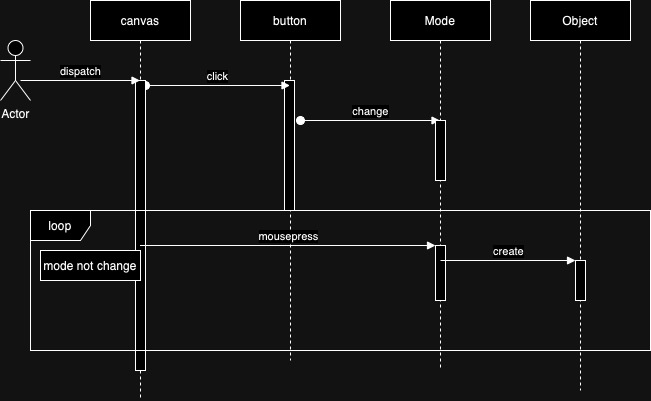 canvas
button
Mode
Object
dispatch
click
Actor
change
loop
mousepress
mode not change
create